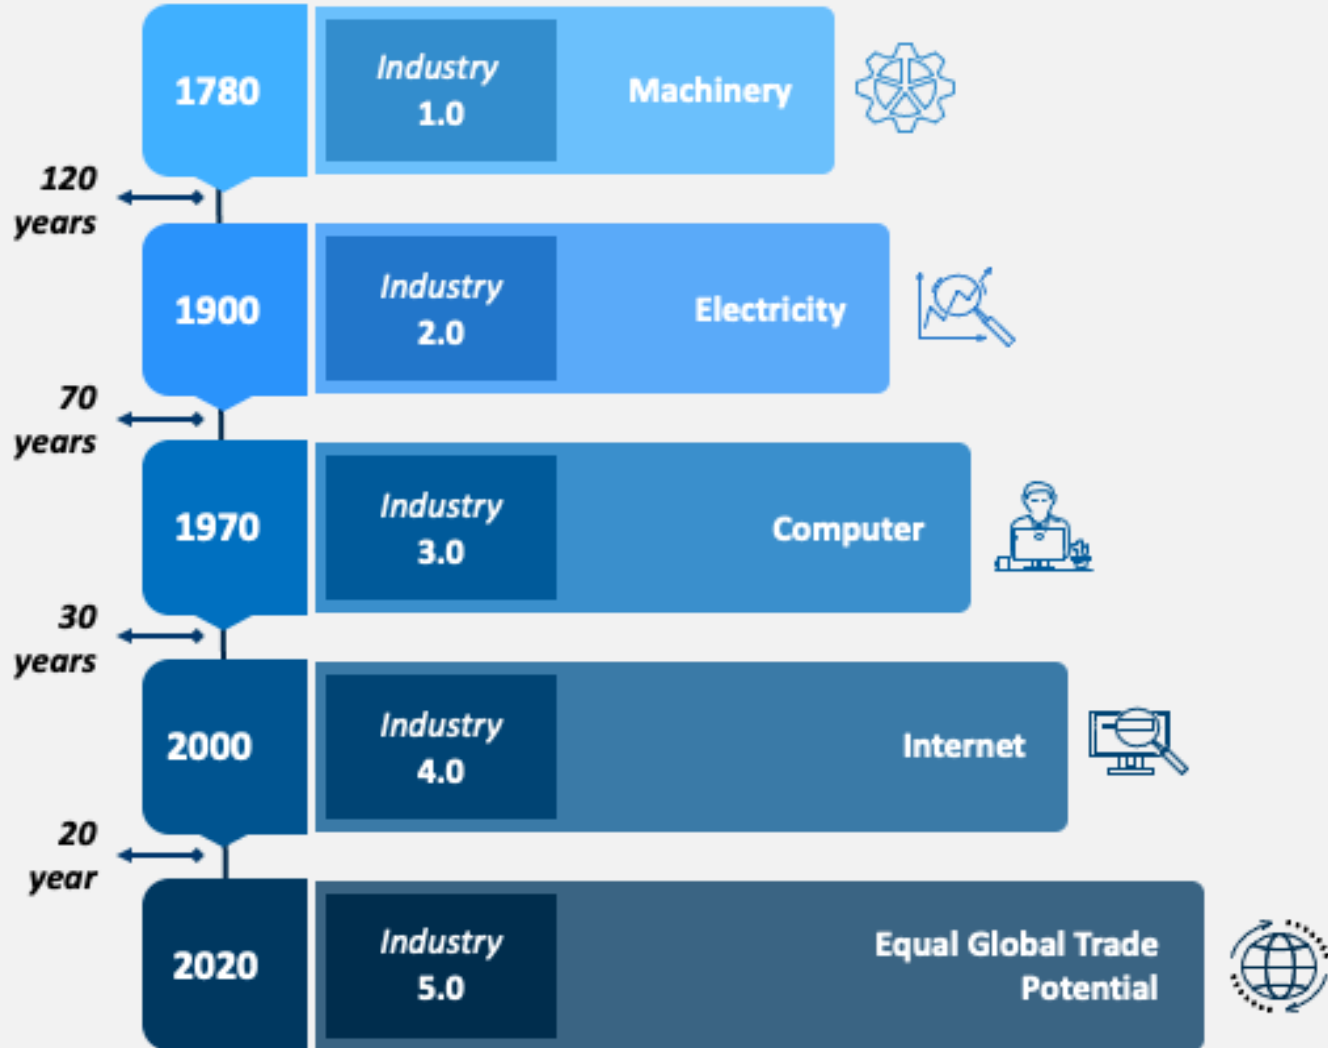 1780
Industry
1.0
Machinery
120
years
1900
Industry
2.0
Electricity
70
years
1970
Industry
3.0
Computer
30
years
2000
Industry
4.0
Internet
20
year
2020
Industry
5.0
Equal Global Trade
Potential